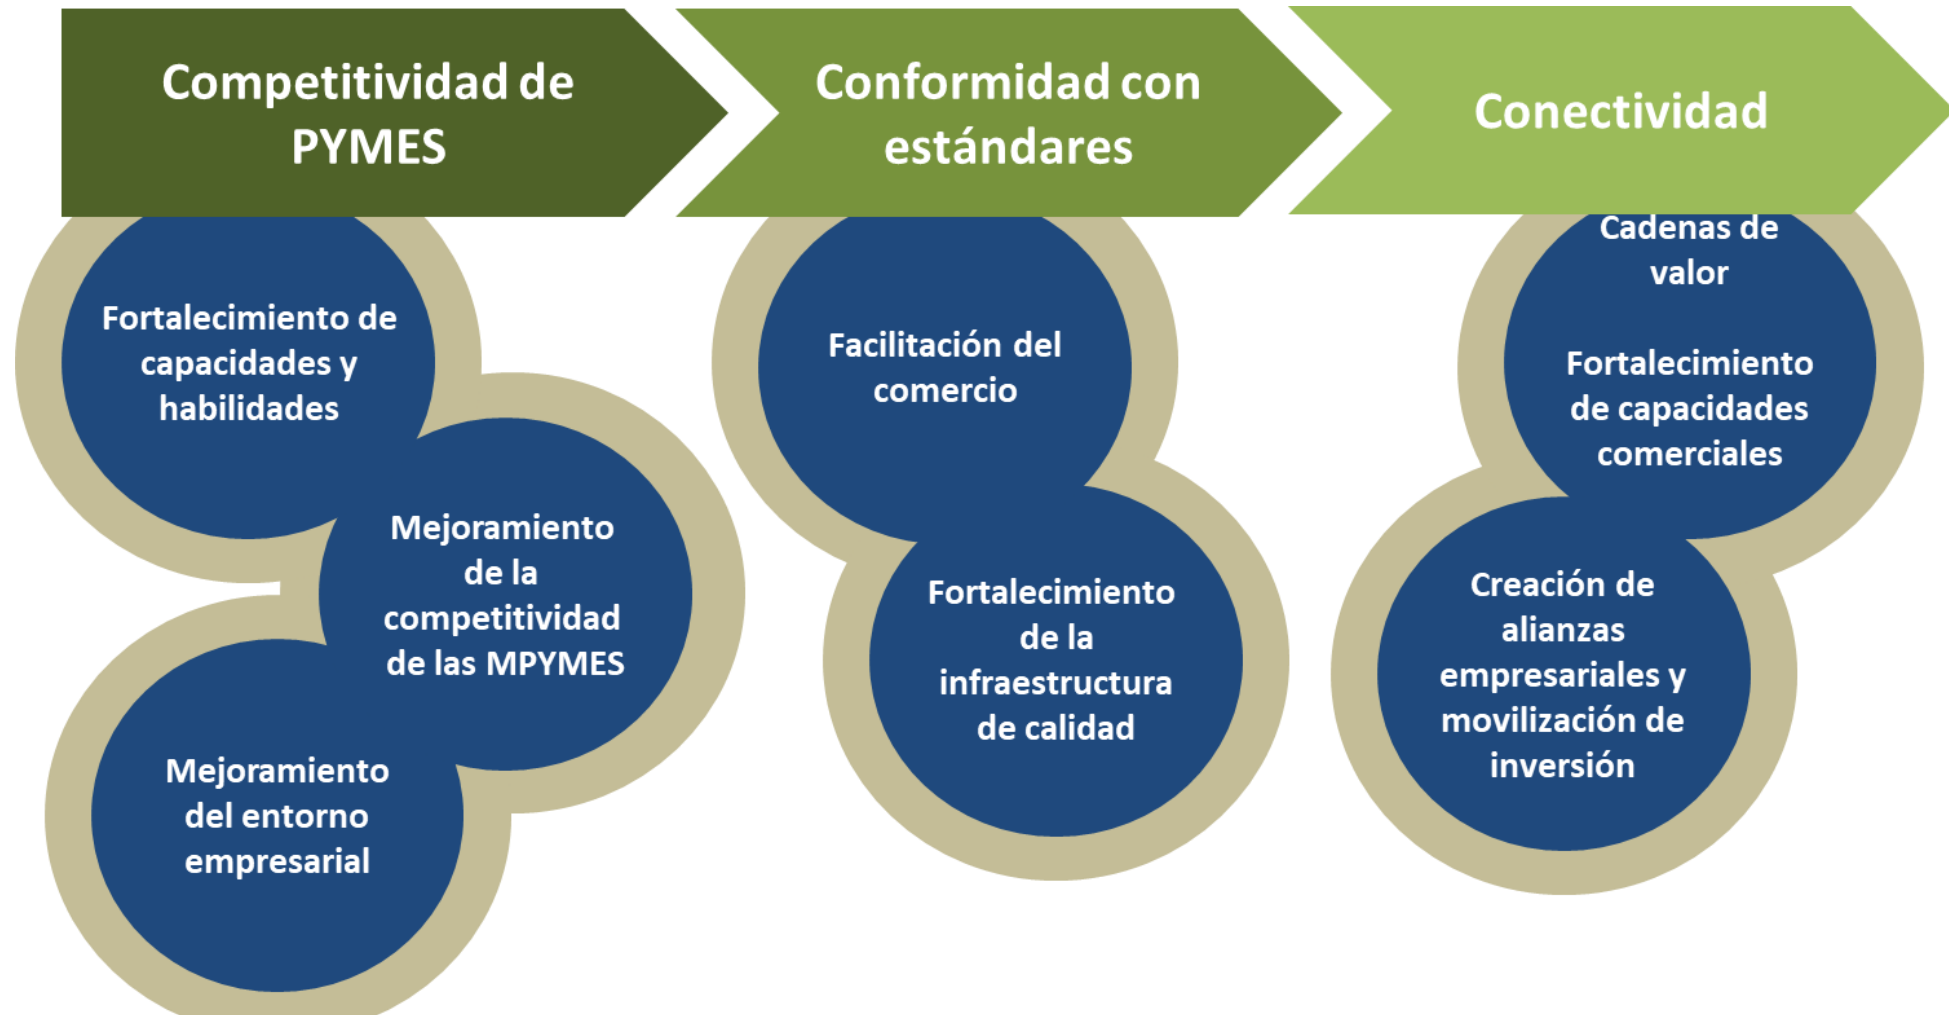 Competitividad de
PYMES
Conformidad con
estándares
Conectividad
Fortalecimiento de
capacidades y
habilidades
Mejoramiento
de la
competitividad
de las MPYMES
Mejoramiento
del entorno
empresarial
Facilitación del
comercio
Fortalecimiento
de la
infraestructura
de calidad
Cadenas de
valor
Fortalecimiento
de capacidades
comerciales
Creación de
alianzas
empresariales y
movilización de
inversión